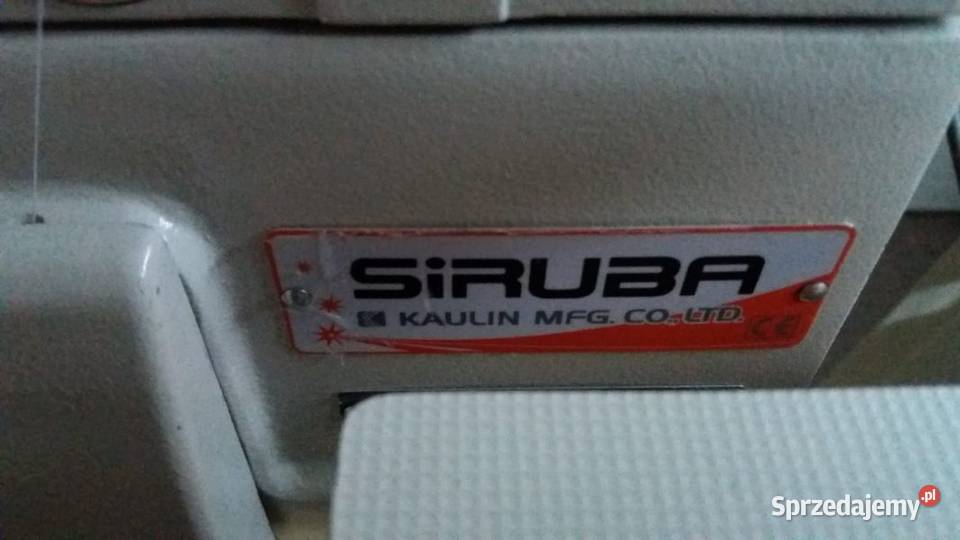 SiRUBA
KAULIN MFG. CO., LTD.
CE
Sprzedajemy.pl